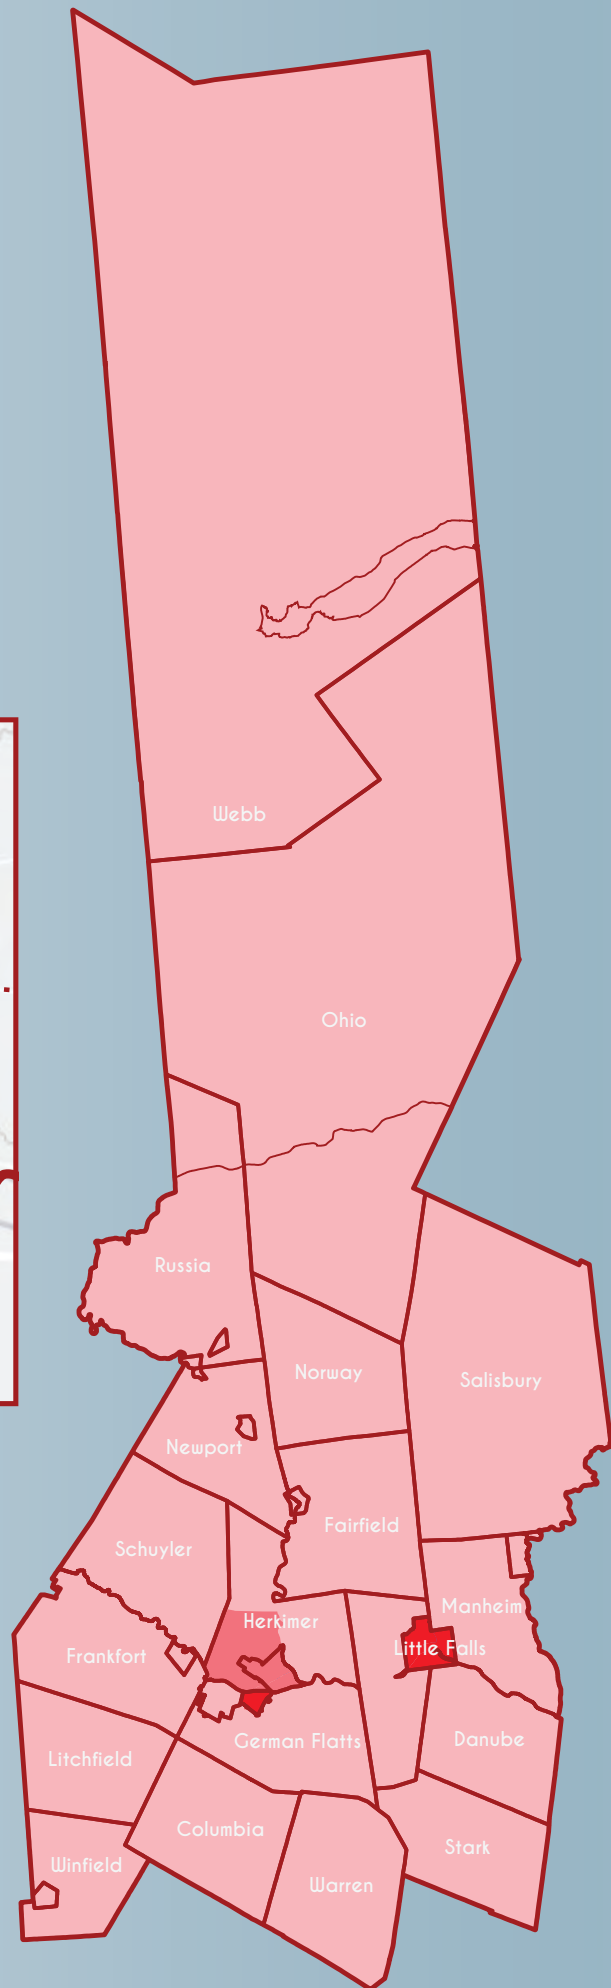 Webb
Ohio
Russia
Norway
Salisbury
Newport
Fairfield
Schuyler
Manheim
Herkimer
Little Falls
Frankfort
German Flatts
Danube
Litchfield
Columbia
Stark
Winfield
Warren